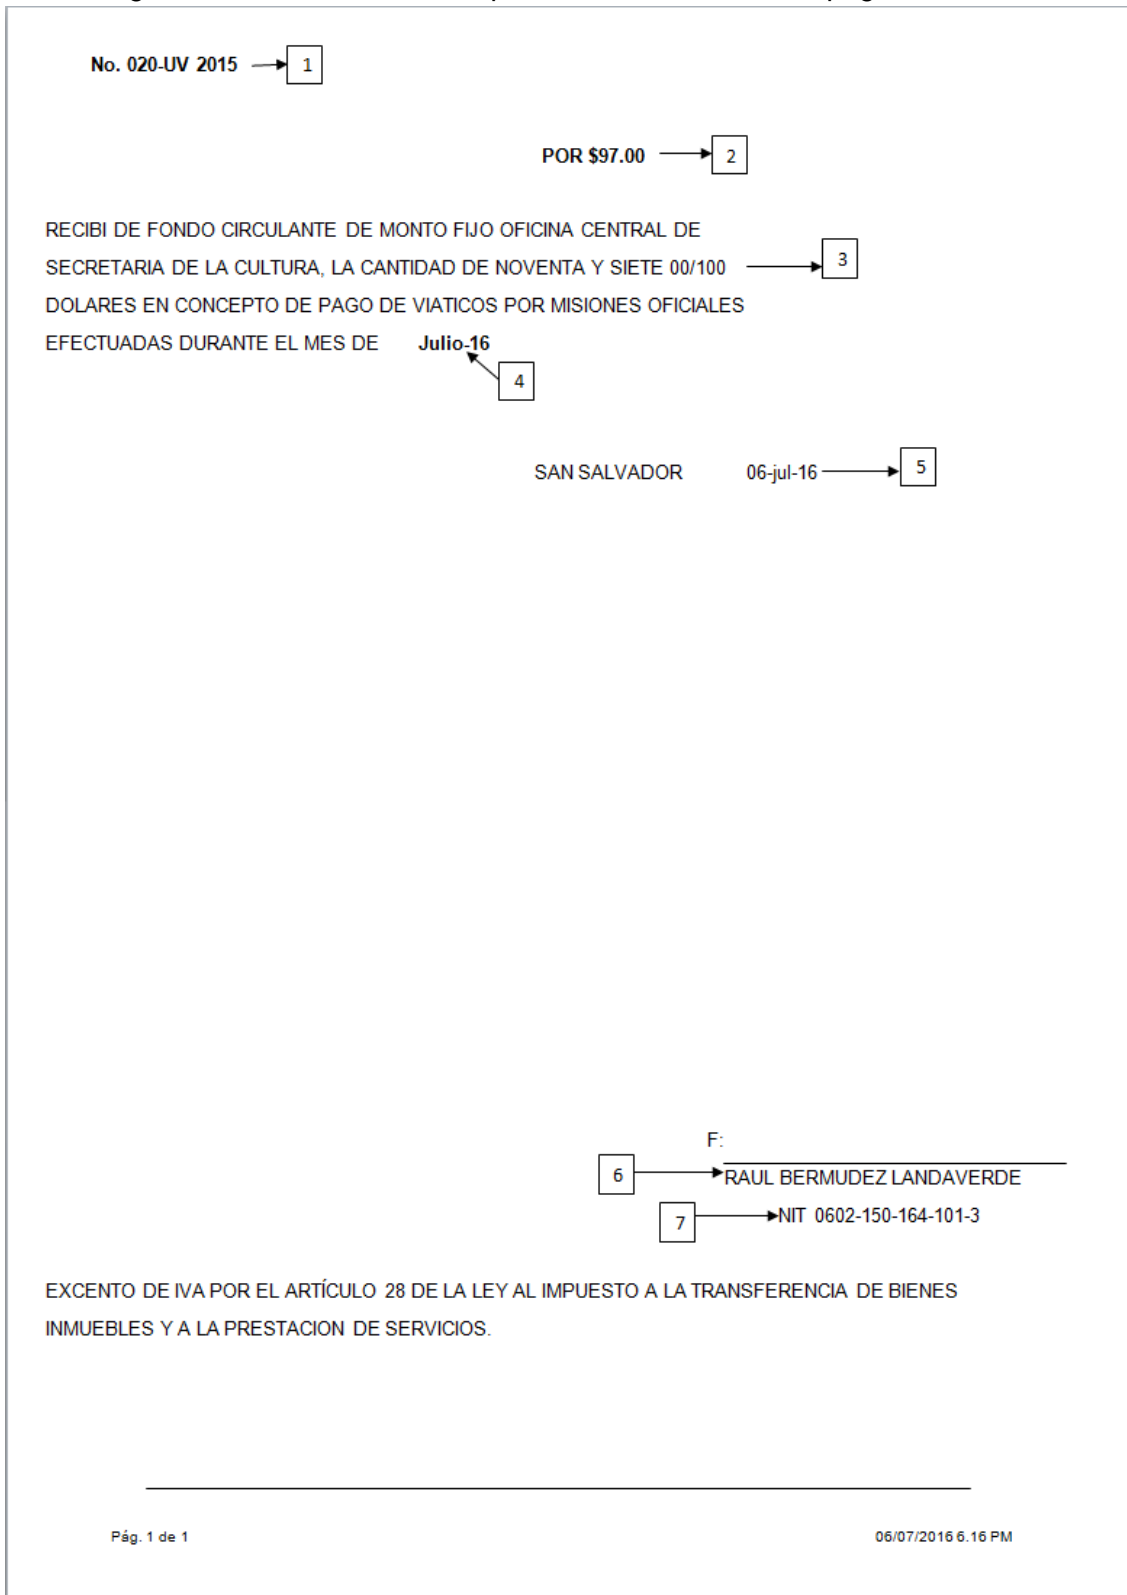 No. 020-UV 2015 1
POR $97.00 2
RECIBI DE FONDO CIRCULANTE DE MONTO FIJO OFICINA CENTRAL DE
SECRETARIA DE LA CULTURA, LA CANTIDAD DE NOVENTA Y SIETE 00/100 3
DOLARES EN CONCEPTO DE PAGO DE VIATICOS POR MISIONES OFICIALES
EFECTUADAS DURANTE EL MES DE Julio-16
4
SAN SALVADOR 06-jul-16 5
F:
6 RAUL BERMUDEZ LANDAVERDE
7 NIT 0602-150-164-101-3
EXCENTO DE IVA POR EL ARTÍCULO 28 DE LA LEY AL IMPUESTO A LA TRANSFERENCIA DE BIENES
INMUEBLES Y A LA PRESTACION DE SERVICIOS.
Pág. 1 de 1 06/07/2016 6.16 PM